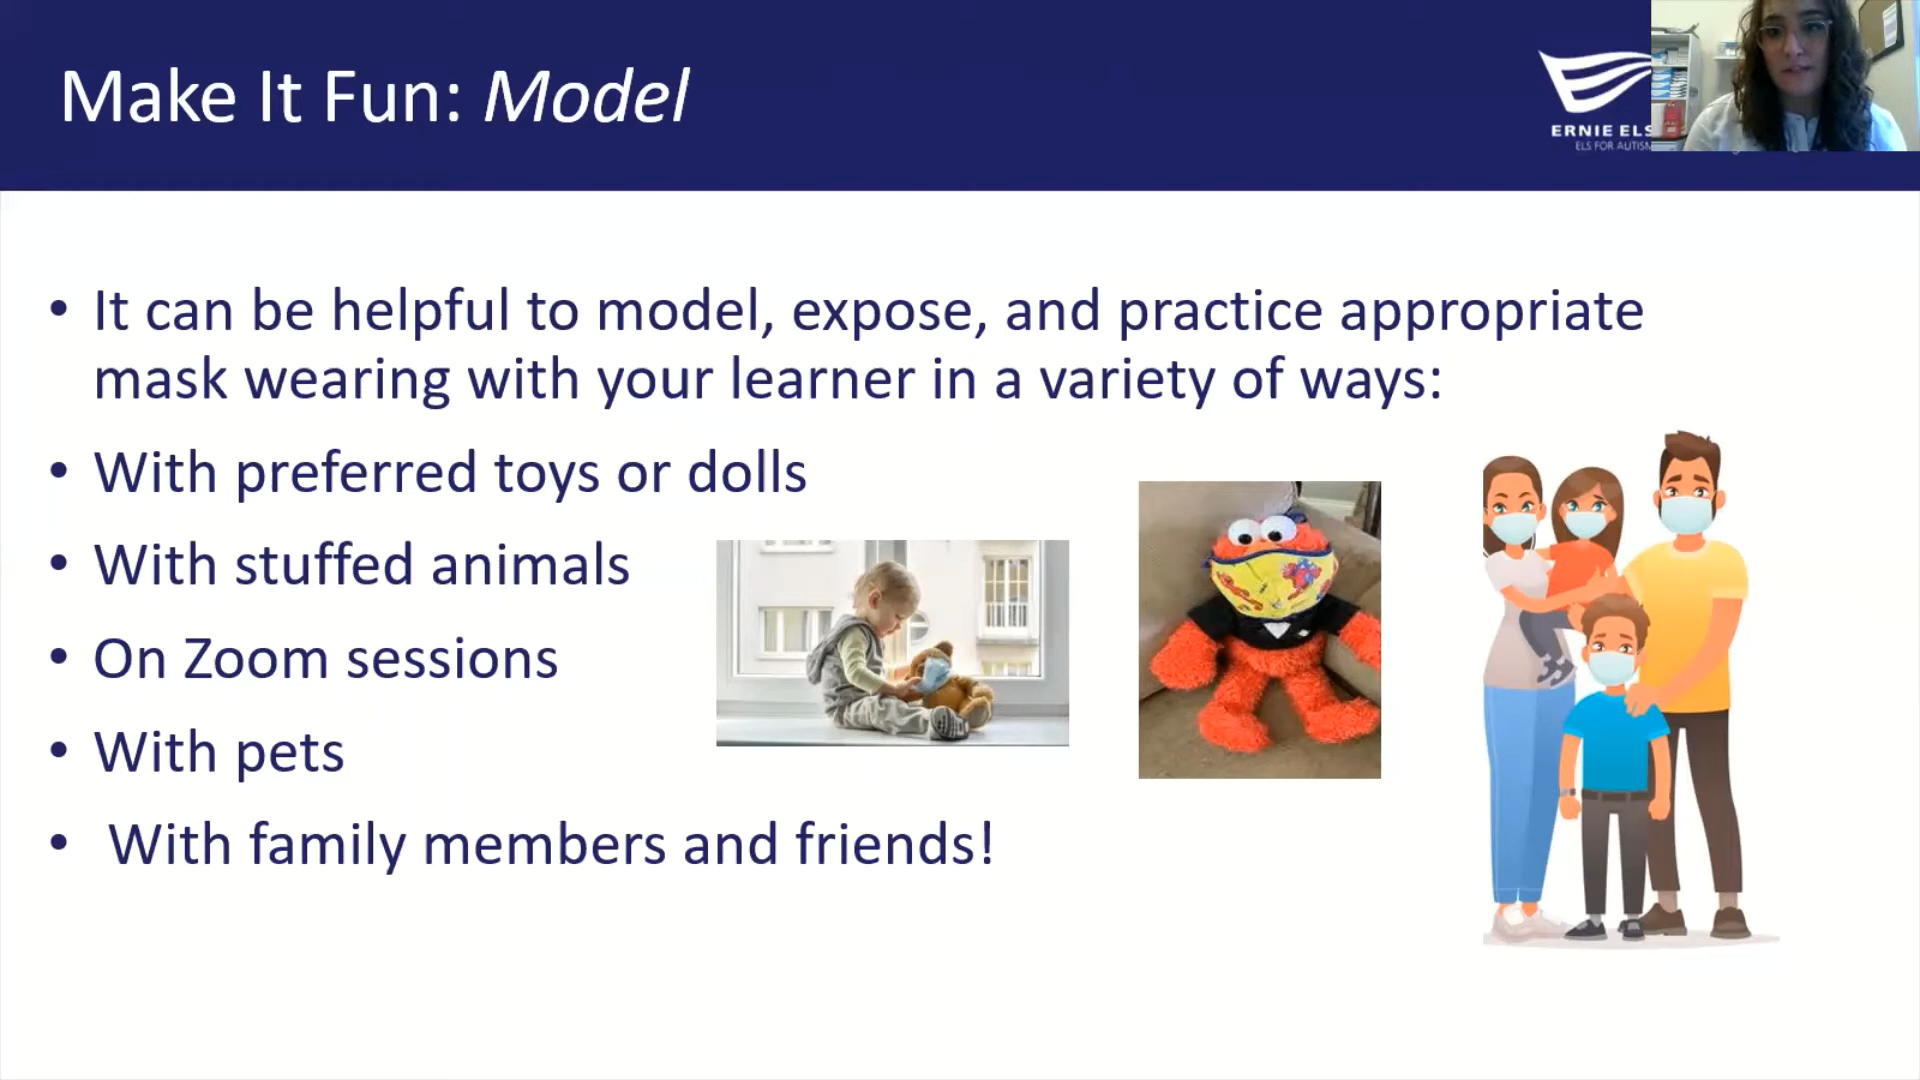 Make It Fun: Model
ERNIE ELS
ELS FOR AUTISM
• It can be helpful to model, expose, and practice appropriate
mask wearing with your learner in a variety of ways:
• With preferred toys or dolls
• With stuffed animals
• On Zoom sessions
• With pets
• With family members and friends!